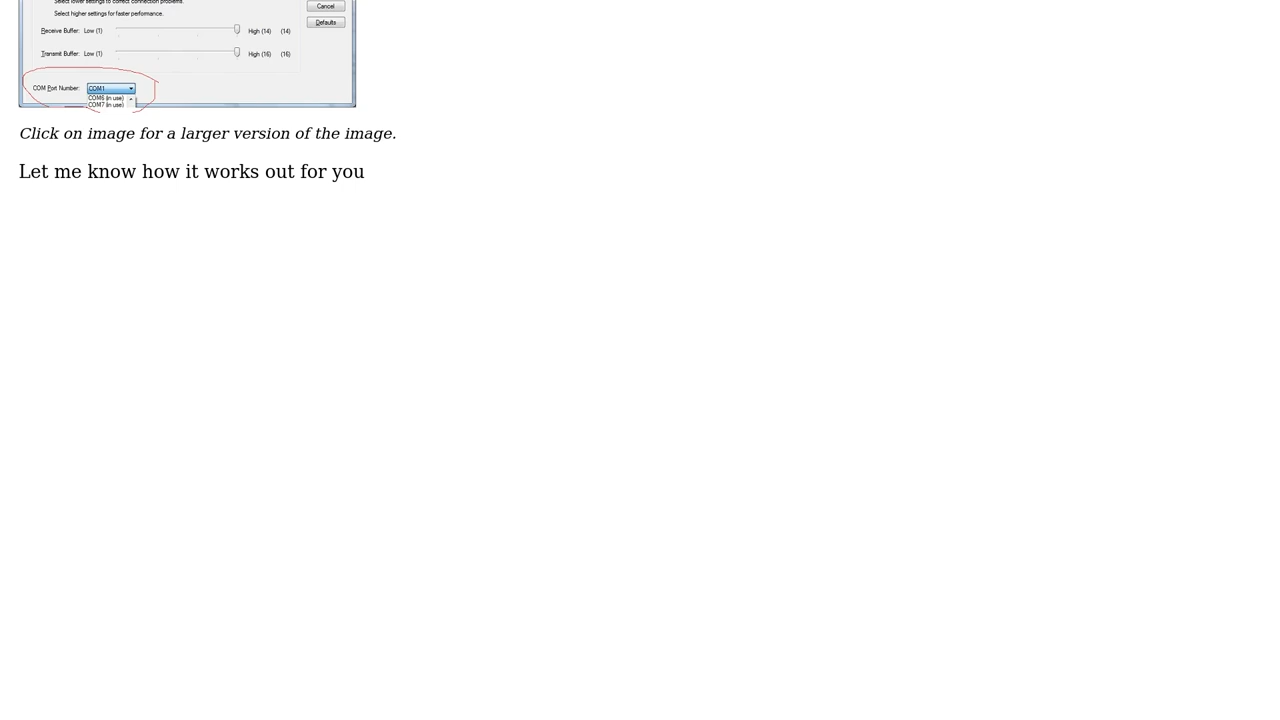 Select lower settings to correct connection problems.
Cancel
Select higher settings for faster performance.
Defaults
Receive Buffer: Low (1) High (14) (14)
Transmit Buffer: Low (1) High (16) (16)
COM Port Number: COM1
COM6 (in use)
COM7 (in use)
Click on image for a larger version of the image.
Let me know how it works out for you